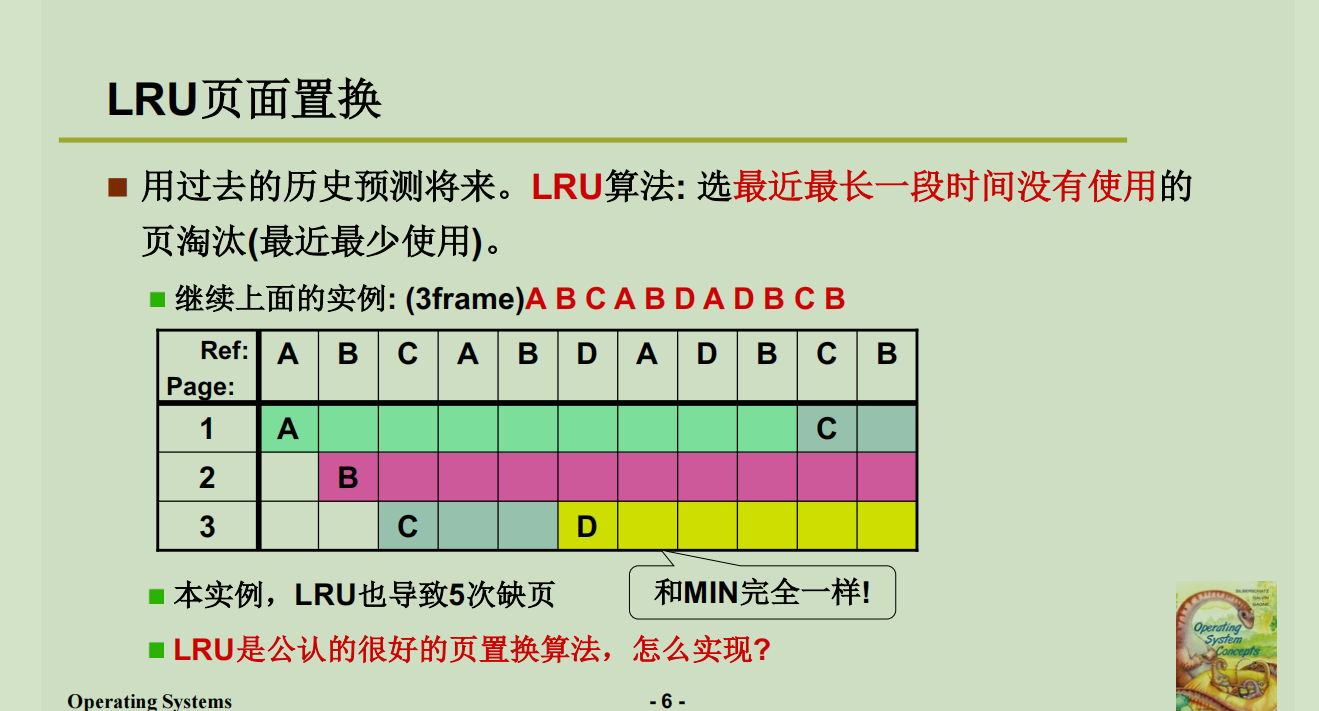 LRU页面置换
用过去的历史预测将来。LRU算法: 选最近最长一段时间没有使用的
页淘汰(最近最少使用)。
继续上面的实例: (3frame)A B C A B D A D B C B
Ref: A B C A B D A D B C B
Page:
1 A C
2 B
3 C D
本实例，LRU也导致5次缺页
和MIN完全一样!
LRU是公认的很好的页置换算法，怎么实现?
Operating Systems
- 6 -
Operating
System
Concepts